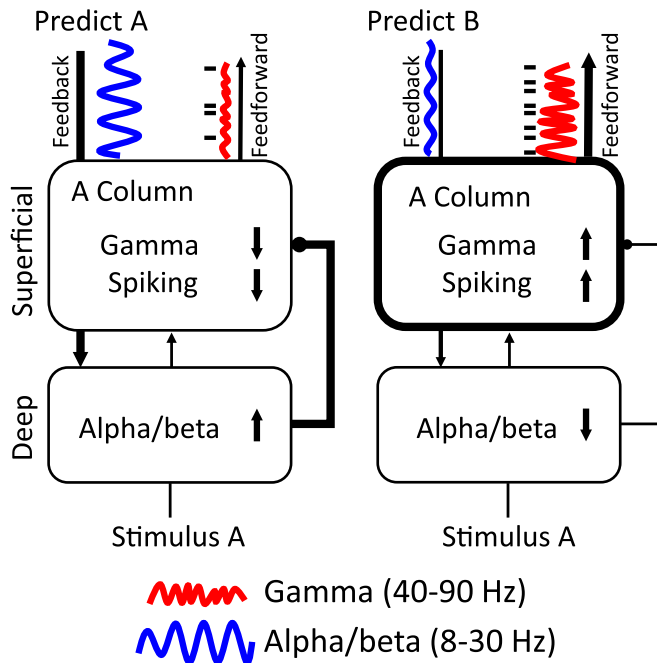 Predict A
Feedback
Feedforward
A Column
Gamma
Spiking
Superficial
Alpha/beta
Deep
Stimulus A
Predict B
Feedback
Feedforward
A Column
Gamma
Spiking
Alpha/beta
Stimulus A
Gamma (40-90 Hz)
Alpha/beta (8-30 Hz)